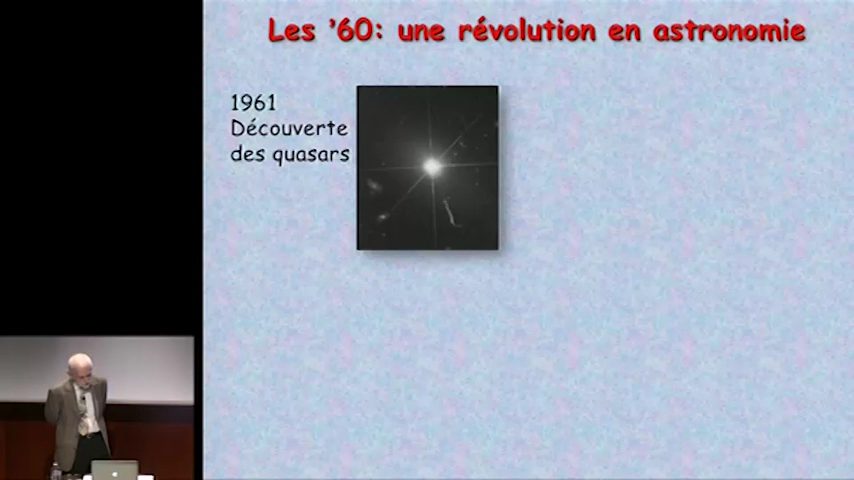 Les '60: une révolution en astronomie
1961
Découverte
des quasars